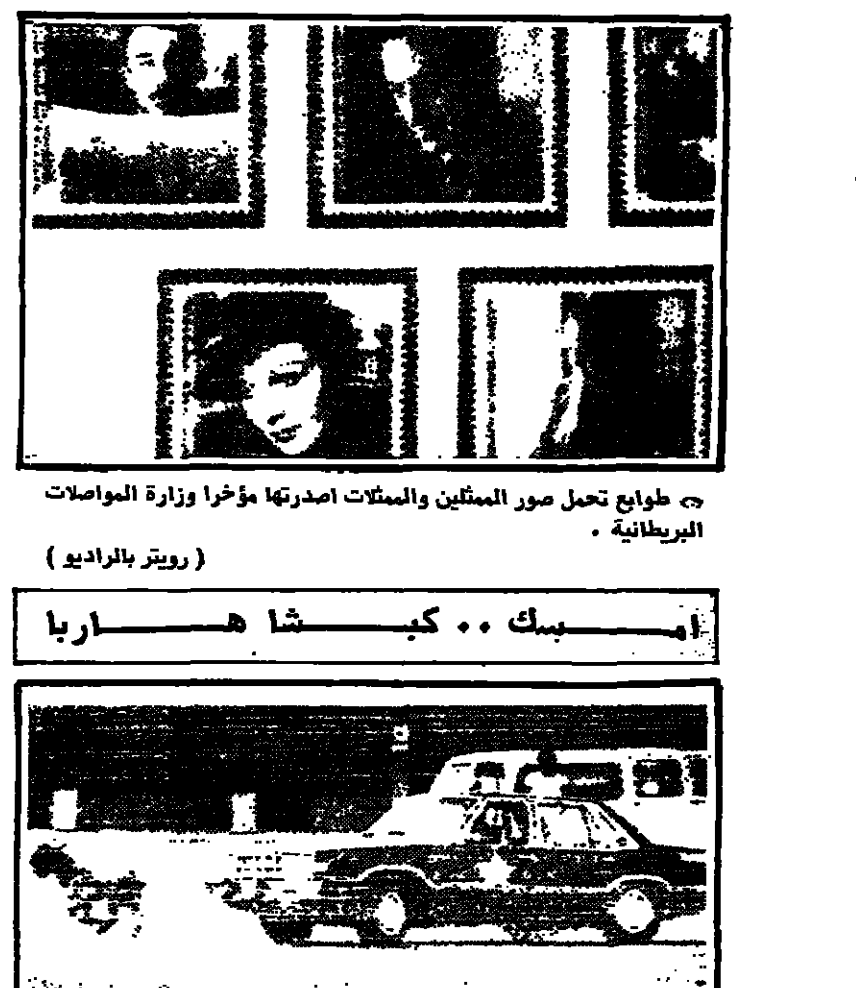 طوابع تحمل صور الممثلين والممثلات اصدرتها مؤخرا وزارة المواصلات
البريطانية .
( رويتر بالراديو )
امسك .. كبشا هاربا